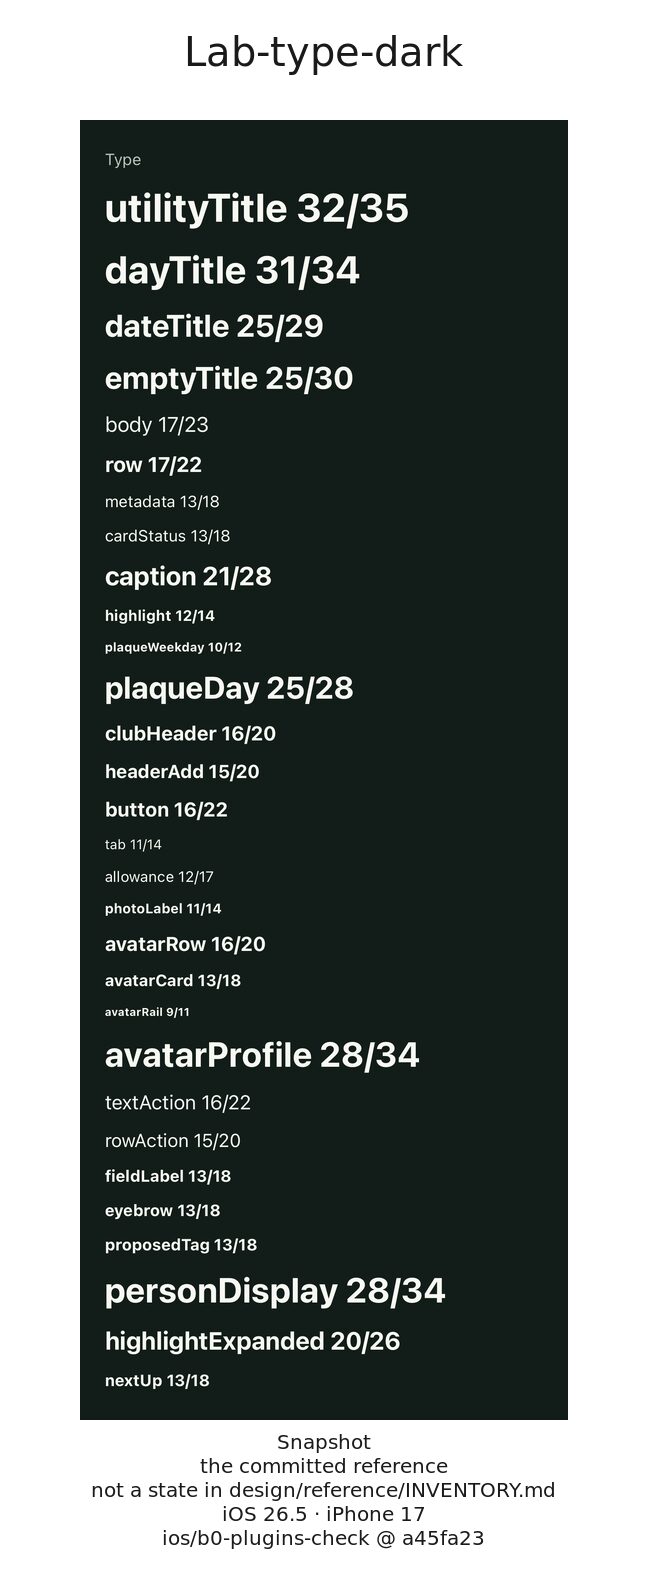 Lab-type-dark
Type
utilityTitle 32/35
dayTitle 31/34
dateTitle 25/29
emptyTitle 25/30
body 17/23
row 17/22
metadata 13/18
cardStatus 13/18
caption 21/28
highlight 12/14
plaqueWeekday 10/12
plaqueDay 25/28
clubHeader 16/20
headerAdd 15/20
button 16/22
tab 11/14
allowance 12/17
photoLabel 11/14
avatarRow 16/20
avatarCard 13/18
avatarRail 9/11
avatarProfile 28/34
textAction 16/22
rowAction 15/20
fieldLabel 13/18
eyebrow 13/18
proposedTag 13/18
personDisplay 28/34
highlightExpanded 20/26
nextUp 13/18
Snapshot
the committed reference
not a state in design/reference/INVENTORY.md
iOS 26.5 · iPhone 17
ios/b0-plugins-check @ a45fa23